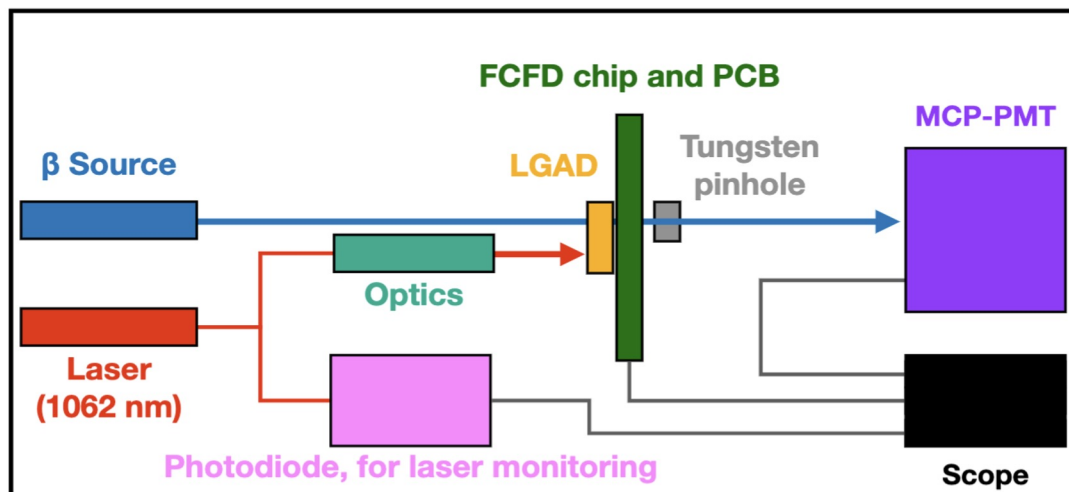 FCFD chip and PCB
MCP-PMT
β Source
LGAD
Tungsten
pinhole
Optics
Laser
(1062 nm)
Photodiode, for laser monitoring
Scope